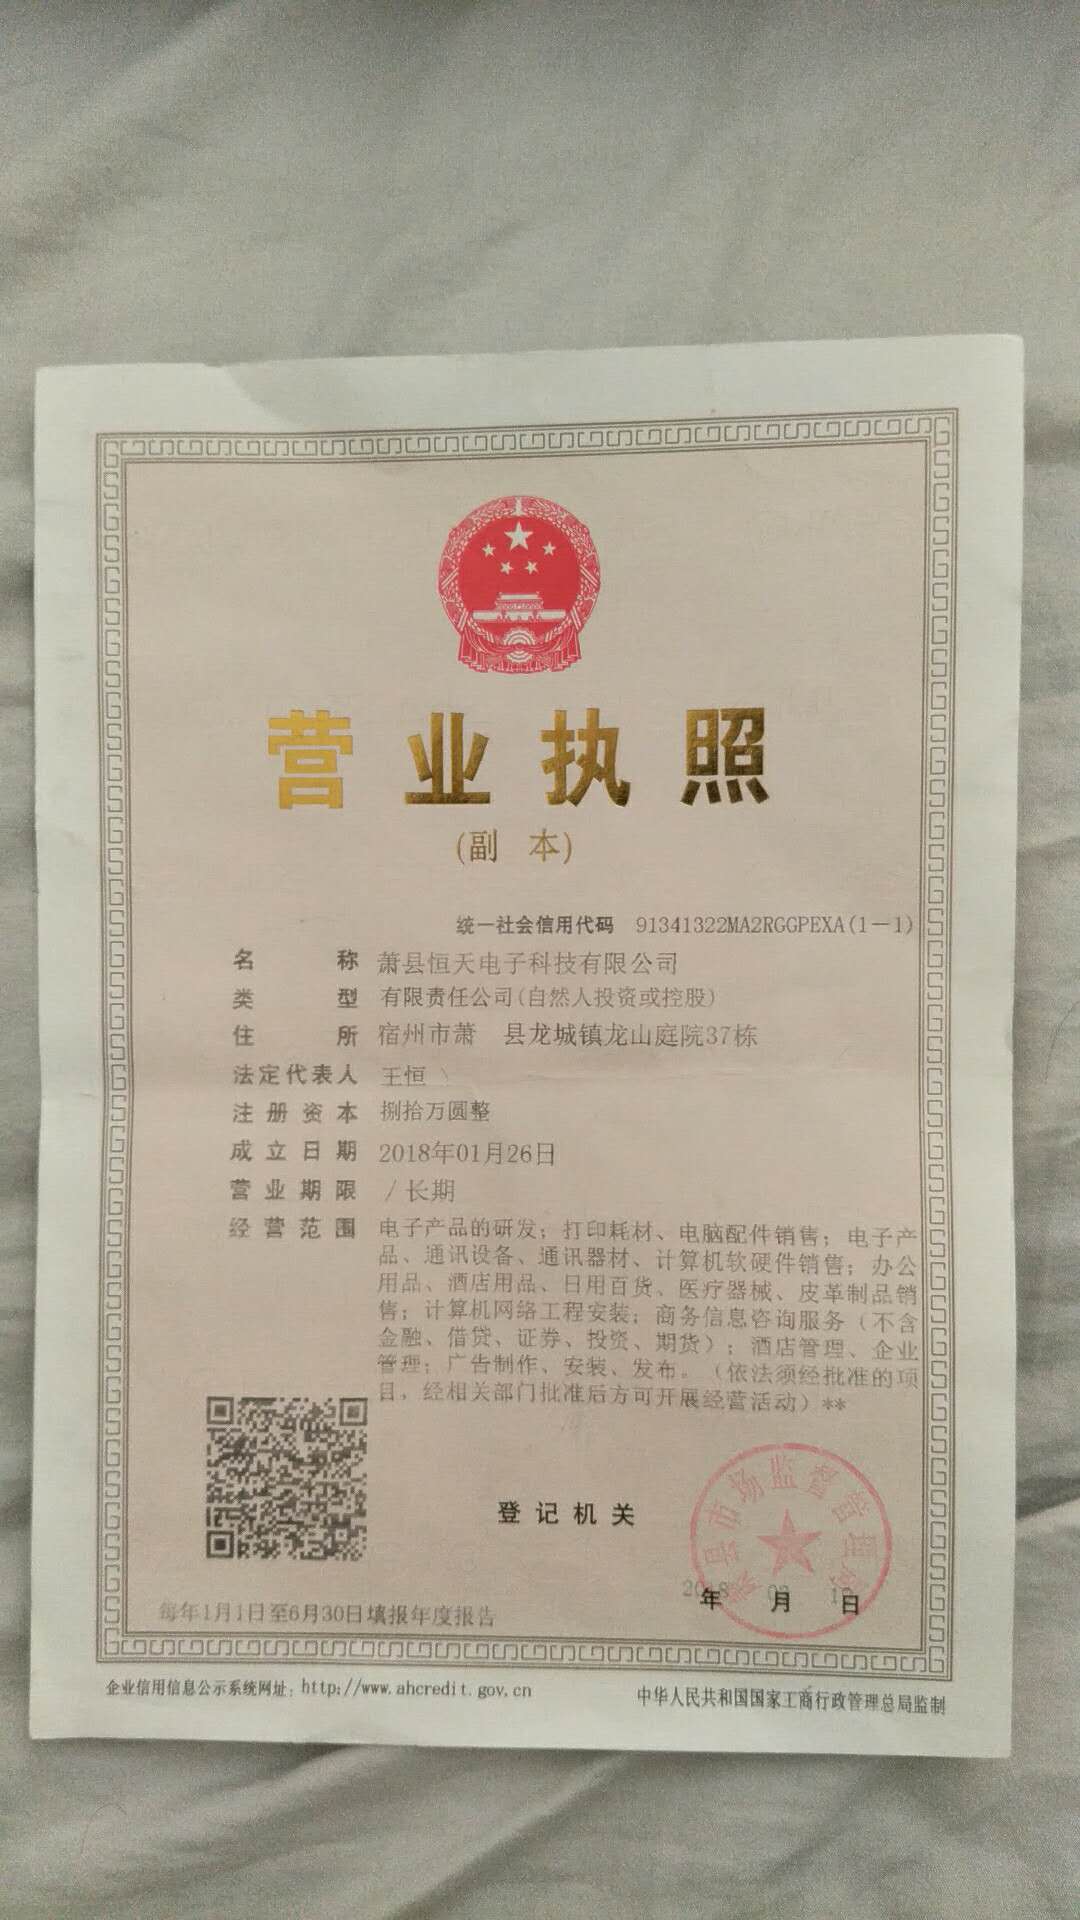 营业执照
(副 本)
统一社会信用代码 91341322MA2RGGPEXA(1-1)
名 称 萧县恒天电子科技有限公司
类 型 有限责任公司(自然人投资或控股)
住 所 宿州市萧 县龙城镇龙山庭院37栋
法定代表人 王恒
注册资本 捌拾万圆整
成立日期 2018年01月26日
营业期限 /长期
经营范围 电子产品的研发；打印耗材、电脑配件销售；电子产
品、通讯设备、通讯器材、计算机软硬件销售；办公
用品、酒店用品、日用百货、医疗器械、皮革制品销
售；计算机网络工程安装；商务信息咨询服务（不含
金融、借贷、证券、投资、期货）；酒店管理、企业
管理；广告制作、安装、发布。（依法须经批准的项
目，经相关部门批准后方可开展经营活动）**
登记机关
萧县市场监督管理局
2018年 月 日
每年1月1日至6月30日填报年度报告
企业信用信息公示系统网址：http://www.ahcredit.gov.cn
中华人民共和国国家工商行政管理总局监制